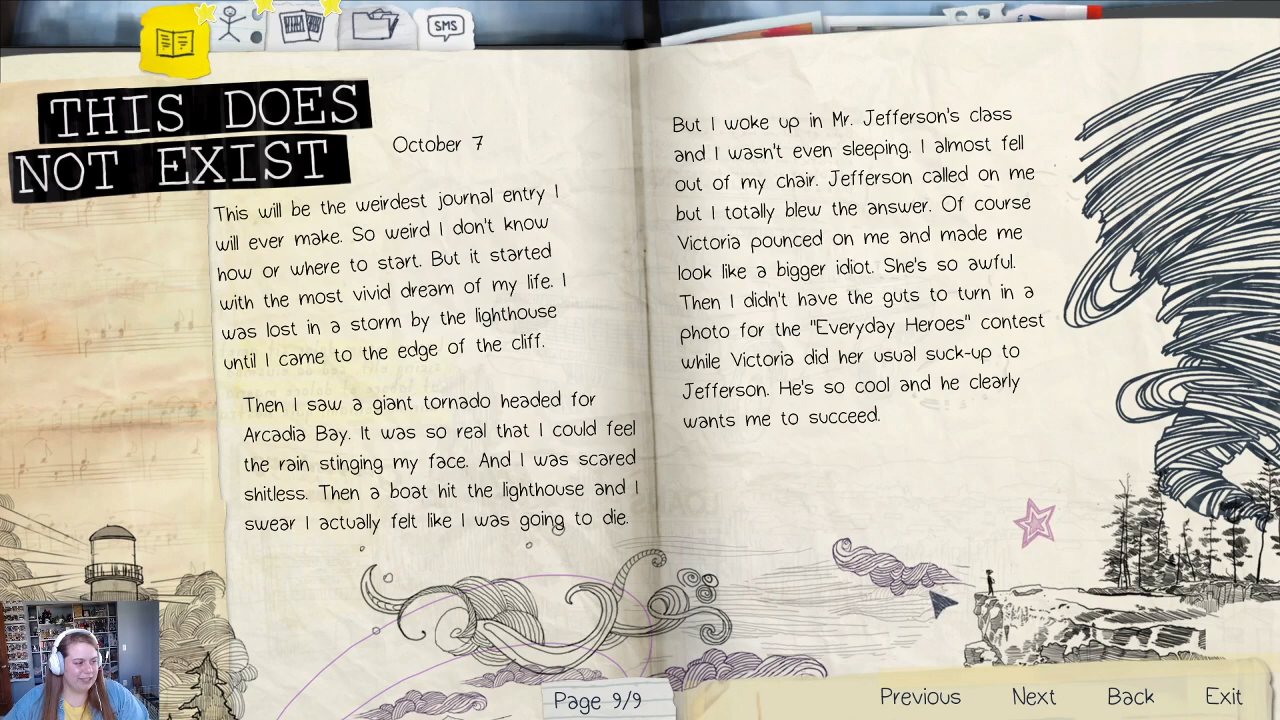 SMS
THIS DOES
NOT EXIST
October 7
This will be the weirdest journal entry I
will ever make. So weird I don't know
how or where to start. But it started
with the most vivid dream of my life. I
was lost in a storm by the lighthouse
until I came to the edge of the cliff.
Then I saw a giant tornado headed for
Arcadia Bay. It was so real that I could feel
the rain stinging my face. And I was scared
shitless. Then a boat hit the lighthouse and I
swear I actually felt like I was going to die.
But I woke up in Mr. Jefferson's class
and I wasn't even sleeping. I almost fell
out of my chair. Jefferson called on me
but I totally blew the answer. Of course
Victoria pounced on me and made me
look like a bigger idiot. She's so awful.
Then I didn't have the guts to turn in a
photo for the "Everyday Heroes" contest
while Victoria did her usual suck-up to
Jefferson. He's so cool and he clearly
wants me to succeed.
Page 9/9
Previous Next Back Exit